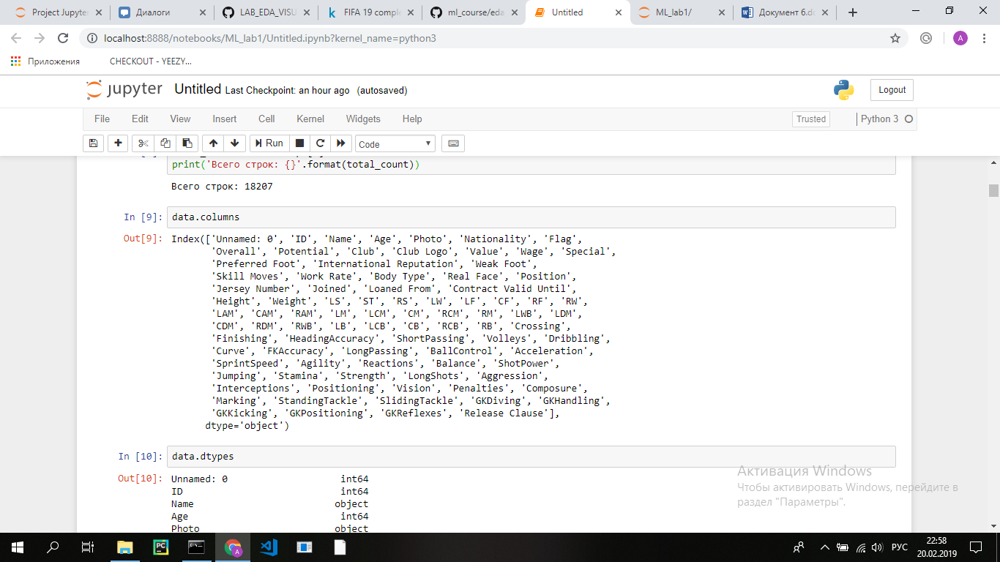 Project Jupyter
Диалоги
LAB_EDA_VISU
FIFA 19 comple
ml_course/eda
Untitled
ML_lab1/
Документ 6.do
localhost:8888/notebooks/ML_lab1/Untitled.ipynb?kernel_name=python3
A
Приложения
CHECKOUT - YEEZY...
jupyter Untitled Last Checkpoint: an hour ago (autosaved)
Logout
File Edit View Insert Cell Kernel Widgets Help
Trusted
Python 3
Run
Code
print('Всего строк: {}'.format(total_count))
Всего строк: 18207
In [9]: data.columns
Out[9]: Index(['Unnamed: 0', 'ID', 'Name', 'Age', 'Photo', 'Nationality', 'Flag',
'Overall', 'Potential', 'Club', 'Club Logo', 'Value', 'Wage', 'Special',
'Preferred Foot', 'International Reputation', 'Weak Foot',
'Skill Moves', 'Work Rate', 'Body Type', 'Real Face', 'Position',
'Jersey Number', 'Joined', 'Loaned From', 'Contract Valid Until',
'Height', 'Weight', 'LS', 'ST', 'RS', 'LW', 'LF', 'CF', 'RF', 'RW',
'LAM', 'CAM', 'RAM', 'LM', 'LCM', 'CM', 'RCM', 'RM', 'LWB', 'LDM',
'CDM', 'RDM', 'RWB', 'LB', 'LCB', 'CB', 'RCB', 'RB', 'Crossing',
'Finishing', 'HeadingAccuracy', 'ShortPassing', 'Volleys', 'Dribbling',
'Curve', 'FKAccuracy', 'LongPassing', 'BallControl', 'Acceleration',
'SprintSpeed', 'Agility', 'Reactions', 'Balance', 'ShotPower',
'Jumping', 'Stamina', 'Strength', 'LongShots', 'Aggression',
'Interceptions', 'Positioning', 'Vision', 'Penalties', 'Composure',
'Marking', 'StandingTackle', 'SlidingTackle', 'GKDiving', 'GKHandling',
'GKKicking', 'GKPositioning', 'GKReflexes', 'Release Clause'],
dtype='object')
In [10]: data.dtypes
Out[10]: Unnamed: 0 int64
ID int64
Name object
Age int64
Photo object
Активация Windows
Чтобы активировать Windows, перейдите в
раздел "Параметры".
РУС
22:58
20.02.2019